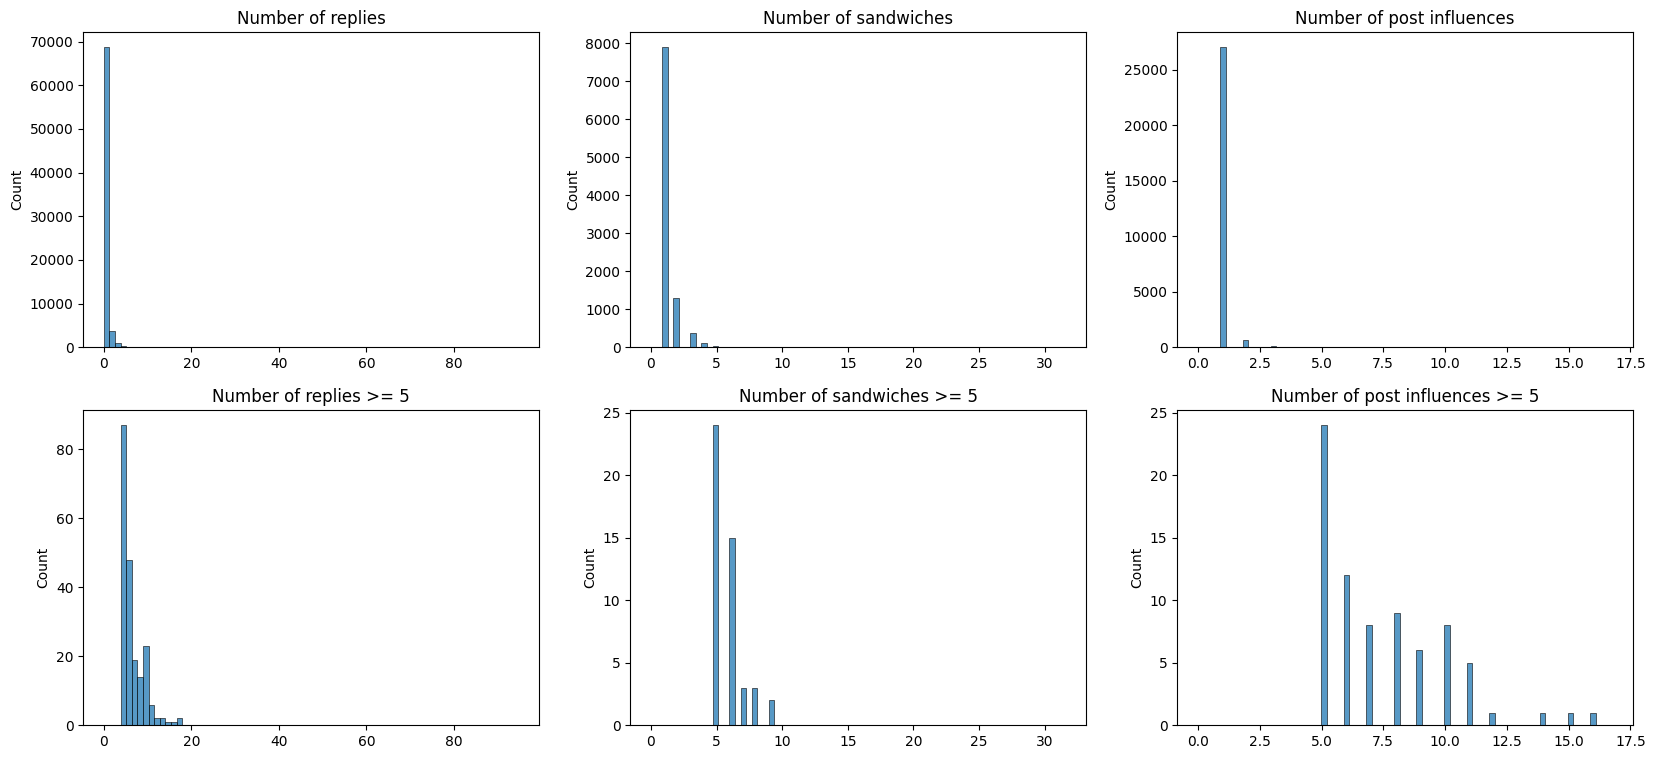 Number of replies
Count
70000
60000
50000
40000
30000
20000
10000
0
0 20 40 60 80
Number of sandwiches
Count
8000
7000
6000
5000
4000
3000
2000
1000
0
0 5 10 15 20 25 30
Number of post influences
Count
25000
20000
15000
10000
5000
0
0.0 2.5 5.0 7.5 10.0 12.5 15.0 17.5
Number of replies >= 5
Count
80
60
40
20
0
0 20 40 60 80
Number of sandwiches >= 5
Count
25
20
15
10
5
0
0 5 10 15 20 25 30
Number of post influences >= 5
Count
25
20
15
10
5
0
0.0 2.5 5.0 7.5 10.0 12.5 15.0 17.5